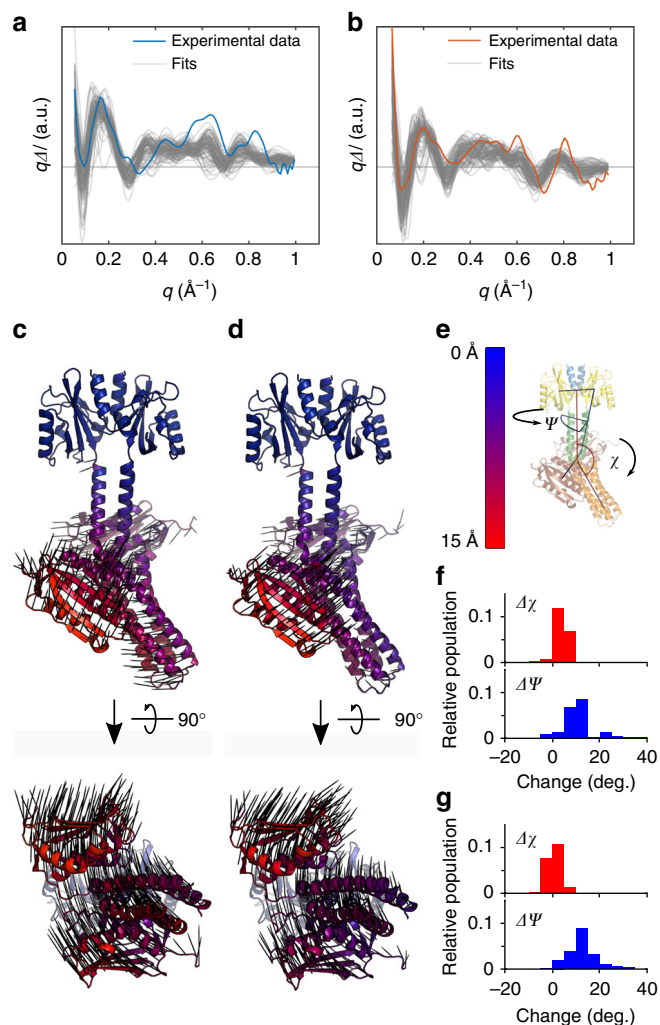 a
b
Experimental data
Fits
Experimental data
Fits
qΔI (a.u.)
qΔI (a.u.)
0 0.2 0.4 0.6 0.8 1
0 0.2 0.4 0.6 0.8 1
q (Å⁻¹)
q (Å⁻¹)
c
d
e
0 Å
15 Å
Ψ
χ
90°
90°
f
Relative population
0.1
0
Δχ
0.1
0
ΔΨ
−20 0 20 40
Change (deg.)
g
Relative population
0.1
0
Δχ
0.1
0
ΔΨ
−20 0 20 40
Change (deg.)